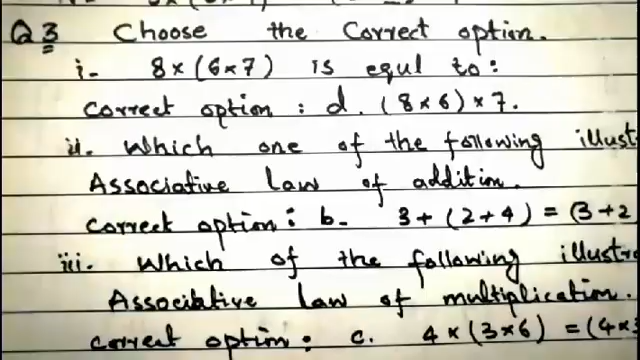 Q3 Choose the Correct option.
i- 8×(6×7) is equl to:
correct option: d. (8×6)×7.
ii. Which one of the following
Associative law of addition.
correct option: b- 3+(2+4) = (3+2
iii. Which of the following
Associative law of multiplication.
correct option: c. 4×(3×6) =(4×